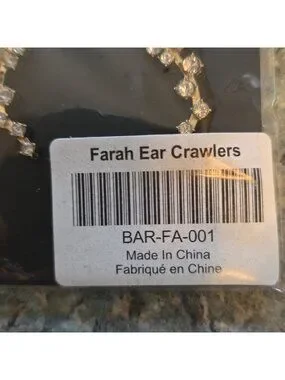 Farah Ear Crawlers
BAR-FA-001
Made In China
Fabriqué en Chine